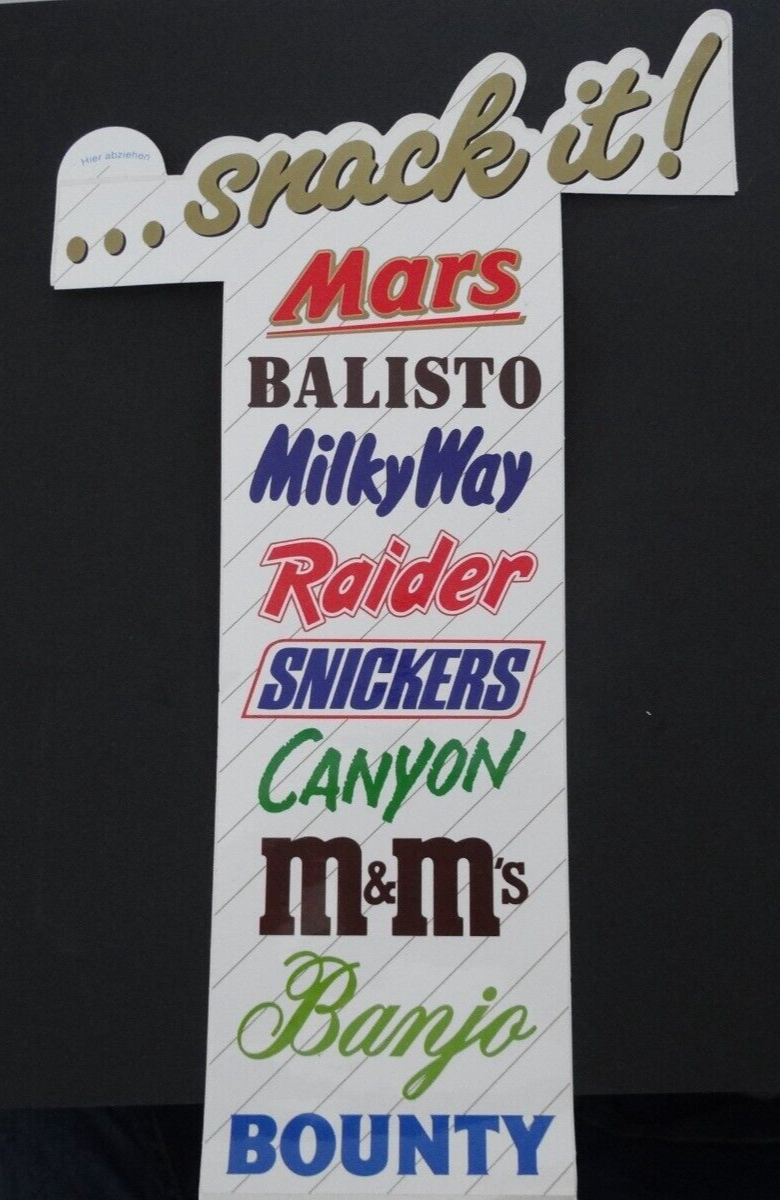 Hier abziehen
...snack it!
Mars
BALISTO
MilkyWay
Raider
SNICKERS
CANYON
m&m's
Banjo
BOUNTY